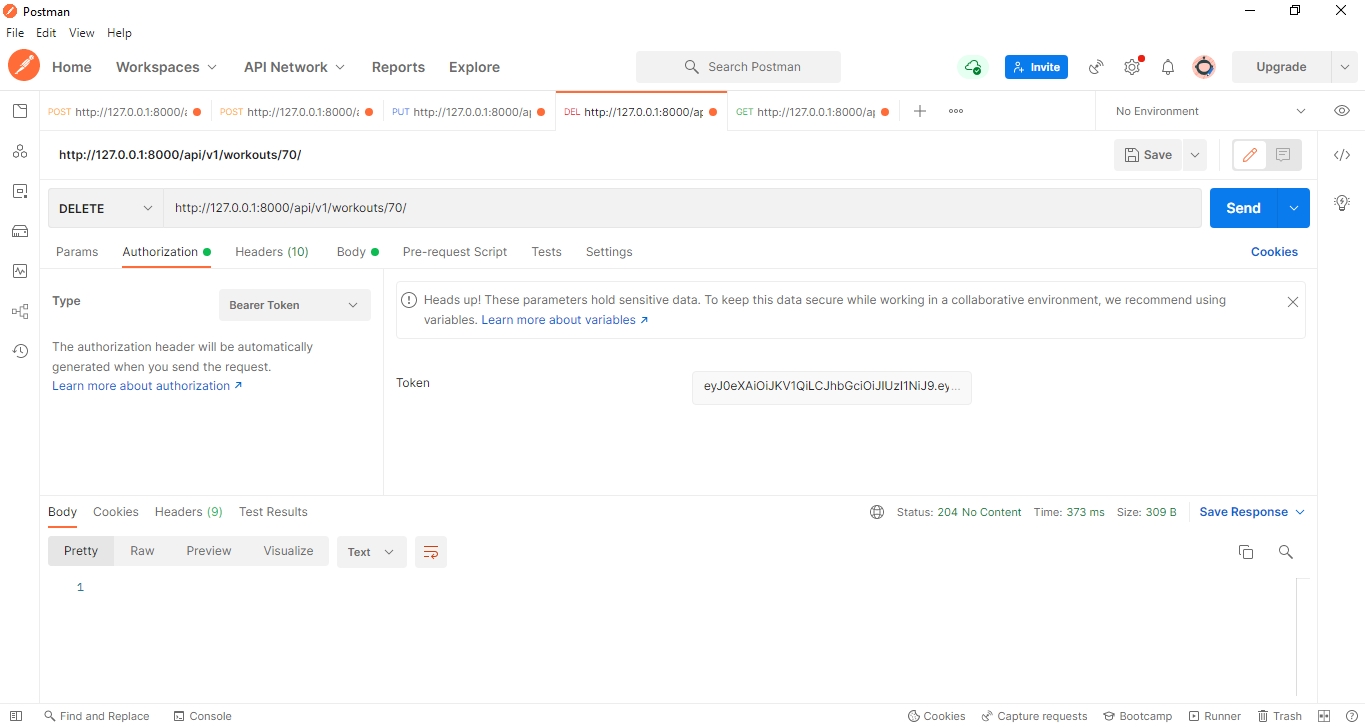 Postman
File Edit View Help
Home Workspaces API Network Reports Explore Search Postman Invite Upgrade
POST http://127.0.0.1:8000/a POST http://127.0.0.1:8000/a PUT http://127.0.0.1:8000/ap DEL http://127.0.0.1:8000/ap GET http://127.0.0.1:8000/ap No Environment
http://127.0.0.1:8000/api/v1/workouts/70/ Save
DELETE http://127.0.0.1:8000/api/v1/workouts/70/ Send
Params Authorization Headers (10) Body Pre-request Script Tests Settings Cookies
Type Bearer Token
The authorization header will be automatically
generated when you send the request.
Learn more about authorization ↗
Heads up! These parameters hold sensitive data. To keep this data secure while working in a collaborative environment, we recommend using
variables. Learn more about variables ↗
Token eyJ0eXAiOiJKV1QiLCJhbGciOiJIUzI1NiJ9.ey...
Body Cookies Headers (9) Test Results Status: 204 No Content Time: 373 ms Size: 309 B Save Response
Pretty Raw Preview Visualize Text
1
Find and Replace Console Cookies Capture requests Bootcamp Runner Trash